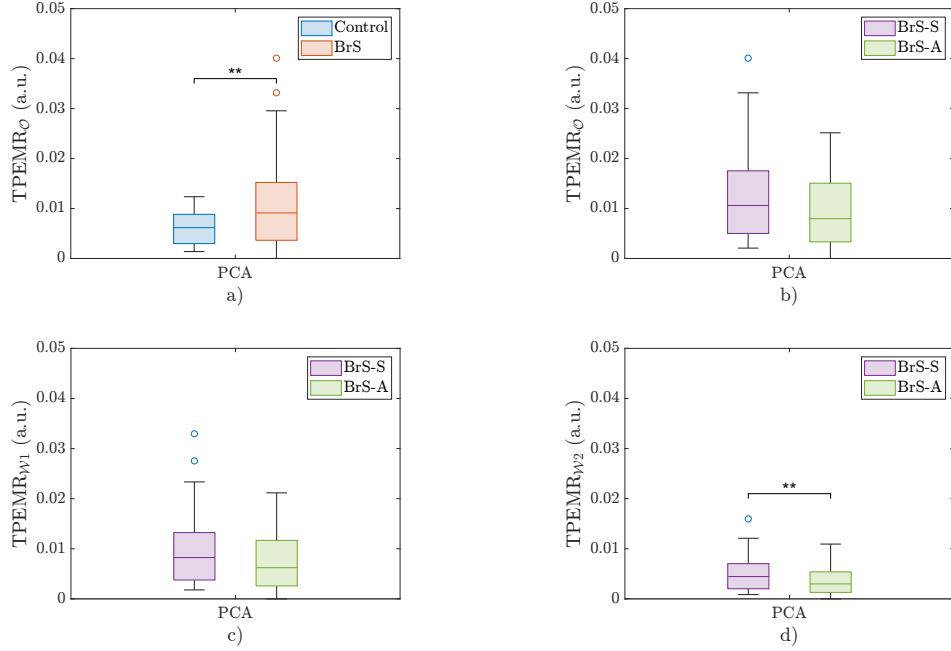 0.05
0.04
0.03
0.02
0.01
0
TPEMR𝒪 (a.u.)
Control
BrS
**
PCA
a)
0.05
0.04
0.03
0.02
0.01
0
TPEMR𝒪 (a.u.)
BrS-S
BrS-A
PCA
b)
0.05
0.04
0.03
0.02
0.01
0
TPEMR𝒲1 (a.u.)
BrS-S
BrS-A
PCA
c)
0.05
0.04
0.03
0.02
0.01
0
TPEMR𝒲2 (a.u.)
BrS-S
BrS-A
**
PCA
d)